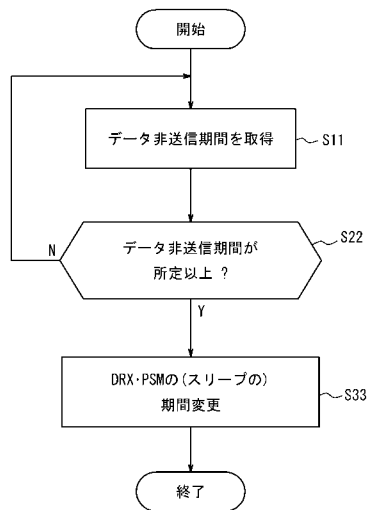 開始
データ非送信期間を取得
S11
データ非送信期間が
所定以上 ?
S22
N
Y
DRX・PSMの(スリープの)
期間変更
S33
終了